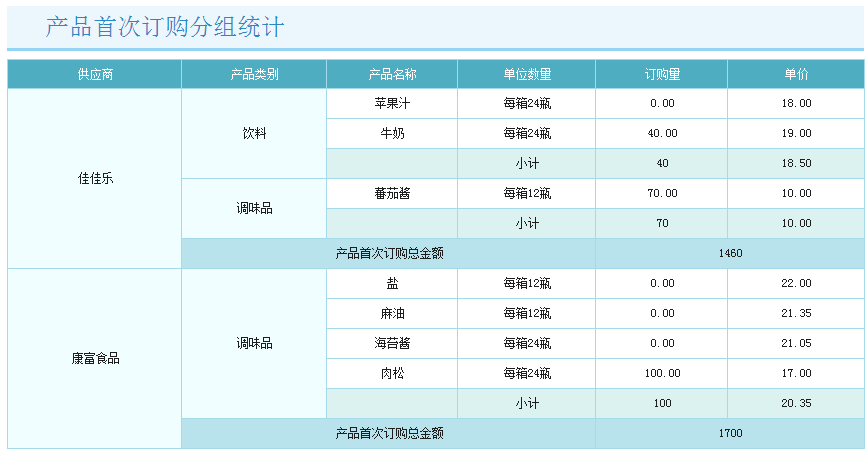 产品首次订购分组统计
供应商 产品类别 产品名称 单位数量 订购量 单价
佳佳乐 饮料 苹果汁 每箱24瓶 0.00 18.00
牛奶 每箱24瓶 40.00 19.00
小计 40 18.50
调味品 蕃茄酱 每箱12瓶 70.00 10.00
小计 70 10.00
产品首次订购总金额 1460
康富食品 调味品 盐 每箱12瓶 0.00 22.00
麻油 每箱12瓶 0.00 21.35
海苔酱 每箱24瓶 0.00 21.05
肉松 每箱24瓶 100.00 17.00
小计 100 20.35
产品首次订购总金额 1700